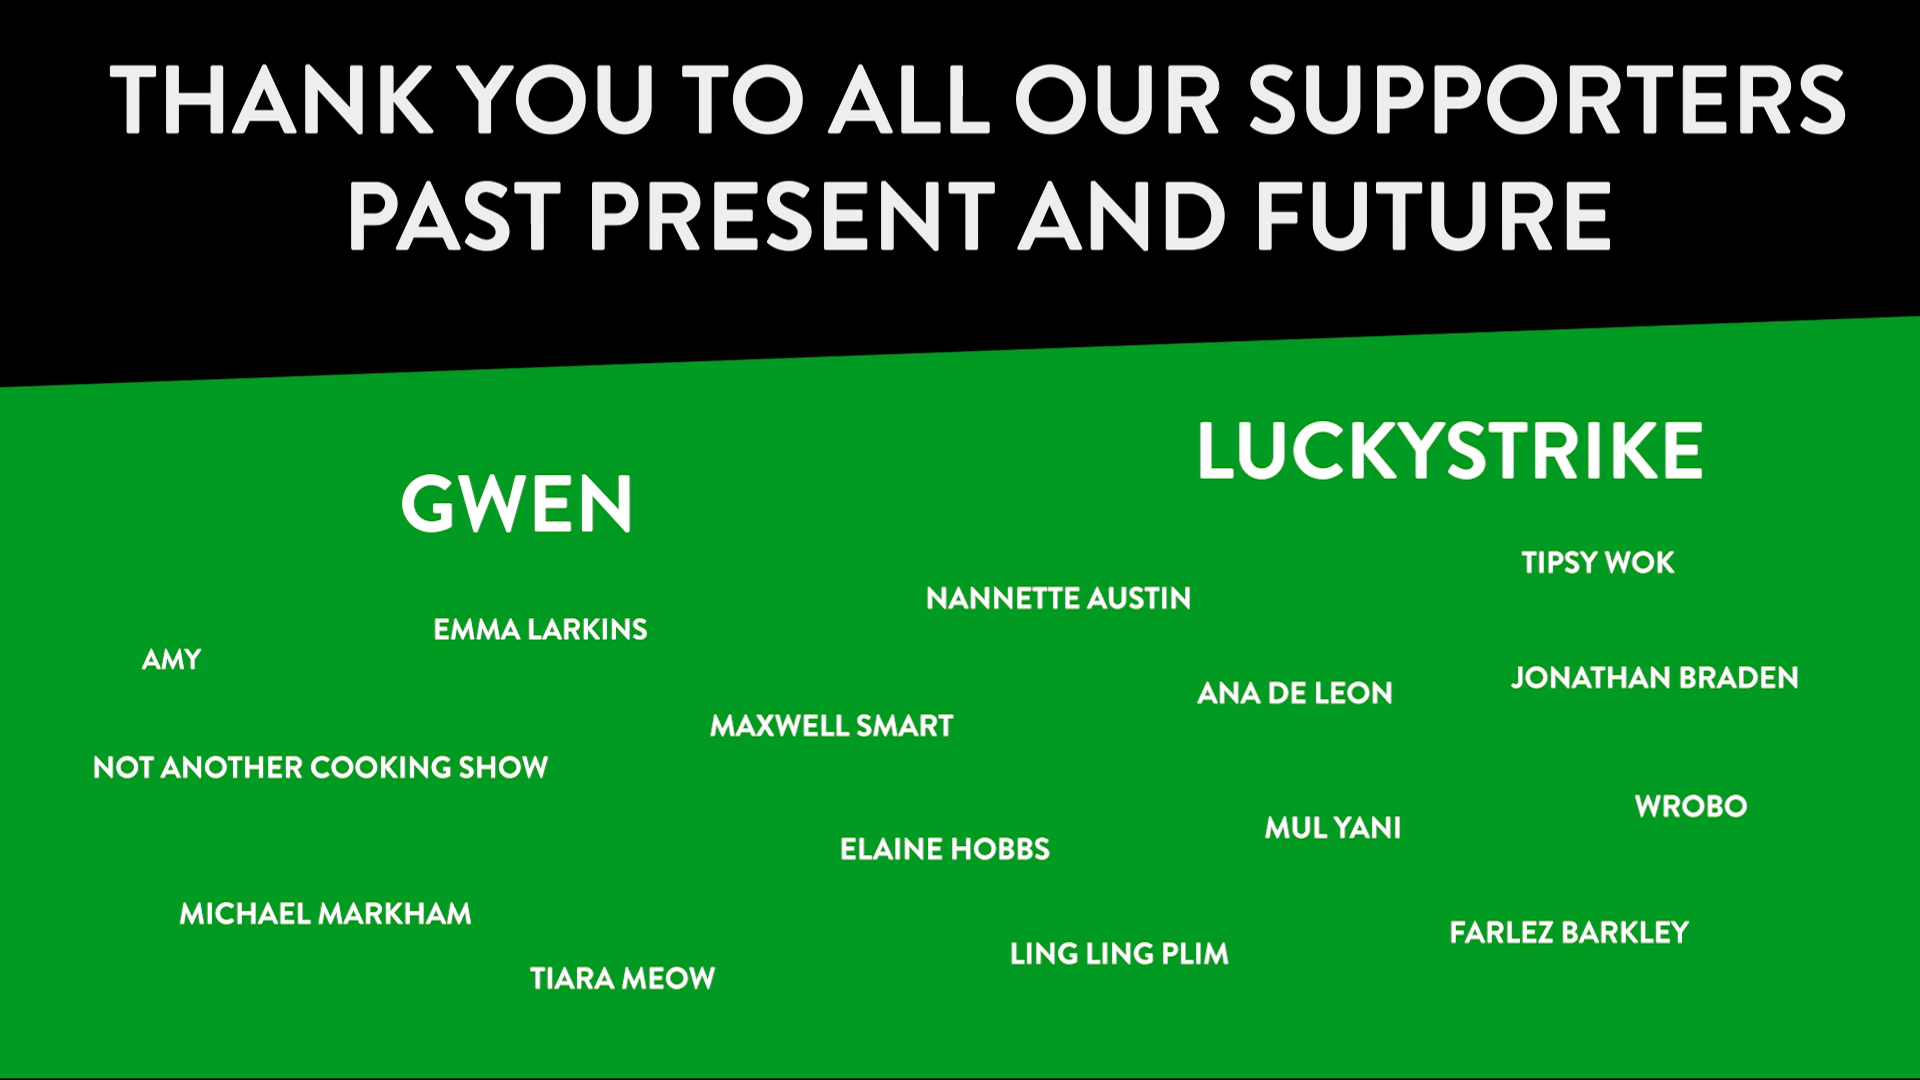 THANK YOU TO ALL OUR SUPPORTERS
PAST PRESENT AND FUTURE
LUCKYSTRIKE
GWEN
TIPSY WOK
NANNETTE AUSTIN
EMMA LARKINS
AMY
JONATHAN BRADEN
ANA DE LEON
MAXWELL SMART
NOT ANOTHER COOKING SHOW
WROBO
MUL YANI
ELAINE HOBBS
MICHAEL MARKHAM
FARLEZ BARKLEY
LING LING PLIM
TIARA MEOW